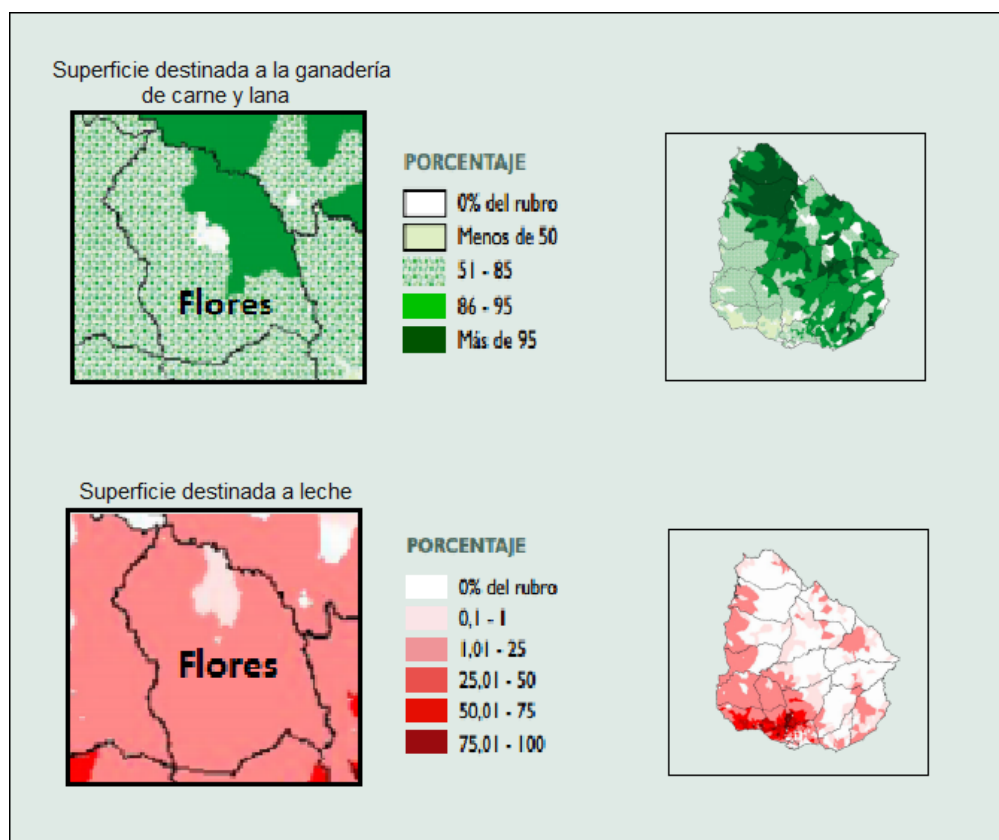 Superficie destinada a la ganadería
de carne y lana
Flores
PORCENTAJE
0% del rubro
Menos de 50
51 - 85
86 - 95
Más de 95
Superficie destinada a leche
Flores
PORCENTAJE
0% del rubro
0,1 - 1
1,01 - 25
25,01 - 50
50,01 - 75
75,01 - 100